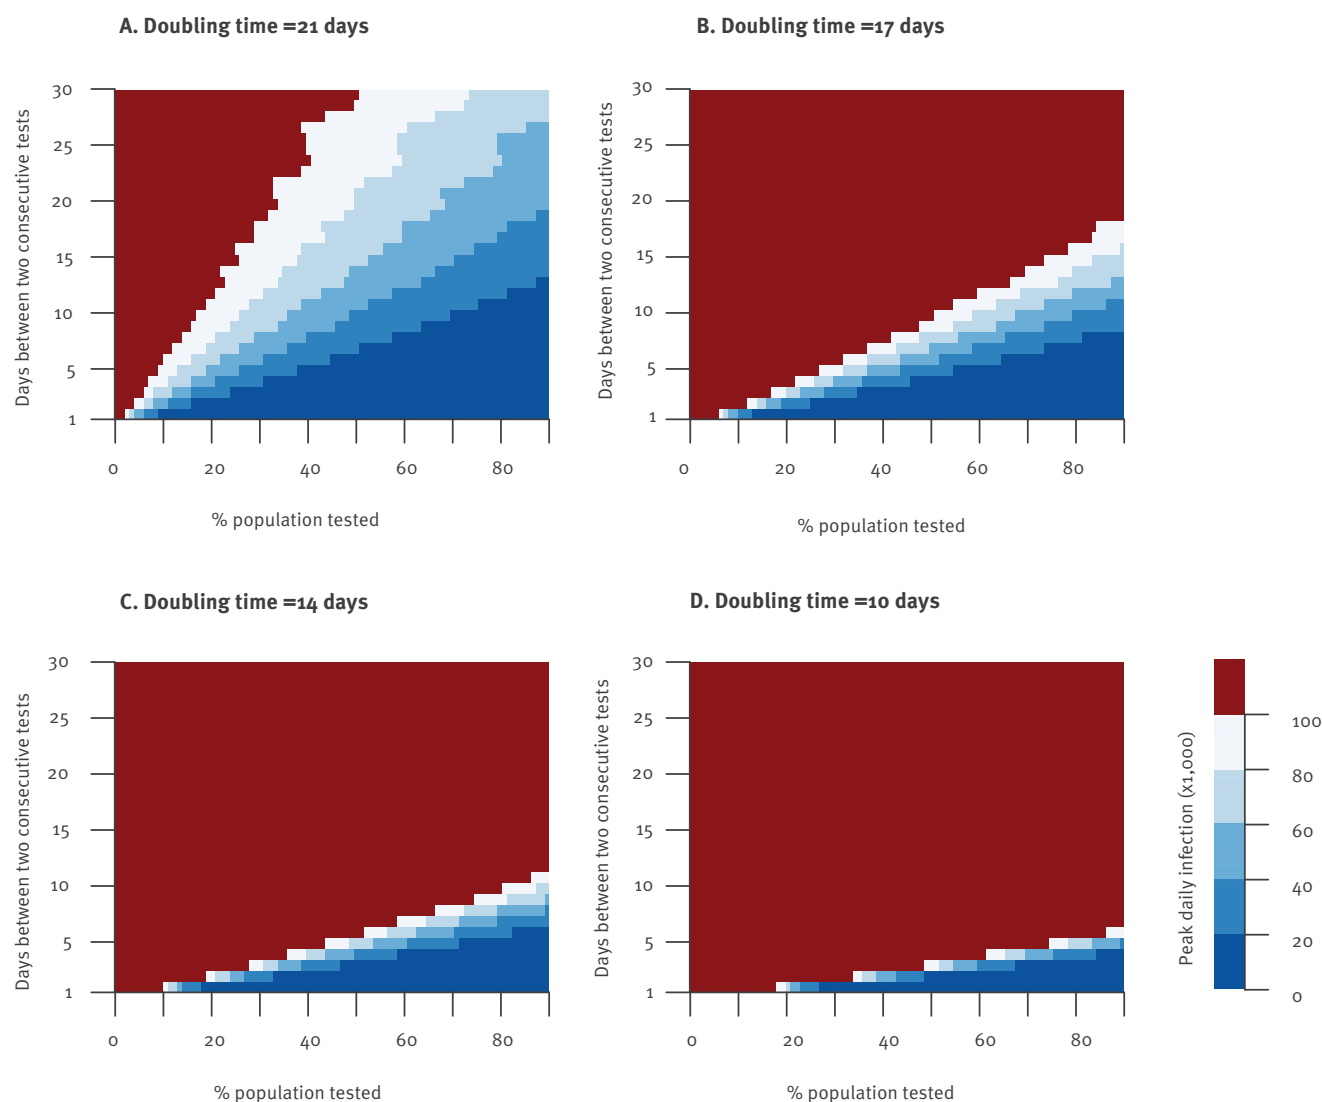 A. Doubling time =21 days
Days between two consecutive tests
30
25
20
15
10
5
1
0 20 40 60 80
% population tested
B. Doubling time =17 days
Days between two consecutive tests
30
25
20
15
10
5
1
0 20 40 60 80
% population tested
C. Doubling time =14 days
Days between two consecutive tests
30
25
20
15
10
5
1
0 20 40 60 80
% population tested
D. Doubling time =10 days
Days between two consecutive tests
30
25
20
15
10
5
1
0 20 40 60 80
% population tested
Peak daily infection (x1,000)
100
80
60
40
20
0